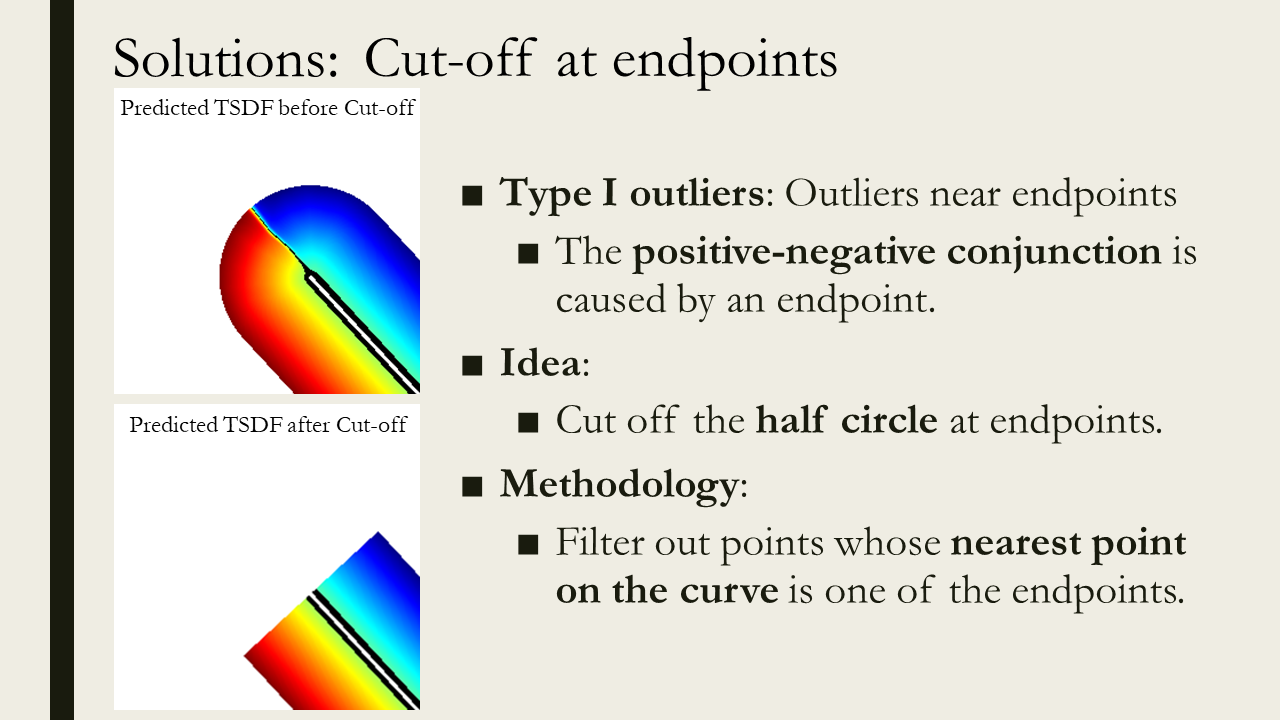 Solutions: Cut-off at endpoints
Predicted TSDF before Cut-off
Predicted TSDF after Cut-off
■ Type I outliers: Outliers near endpoints
■ The positive-negative conjunction is
caused by an endpoint.
■ Idea:
■ Cut off the half circle at endpoints.
■ Methodology:
■ Filter out points whose nearest point
on the curve is one of the endpoints.